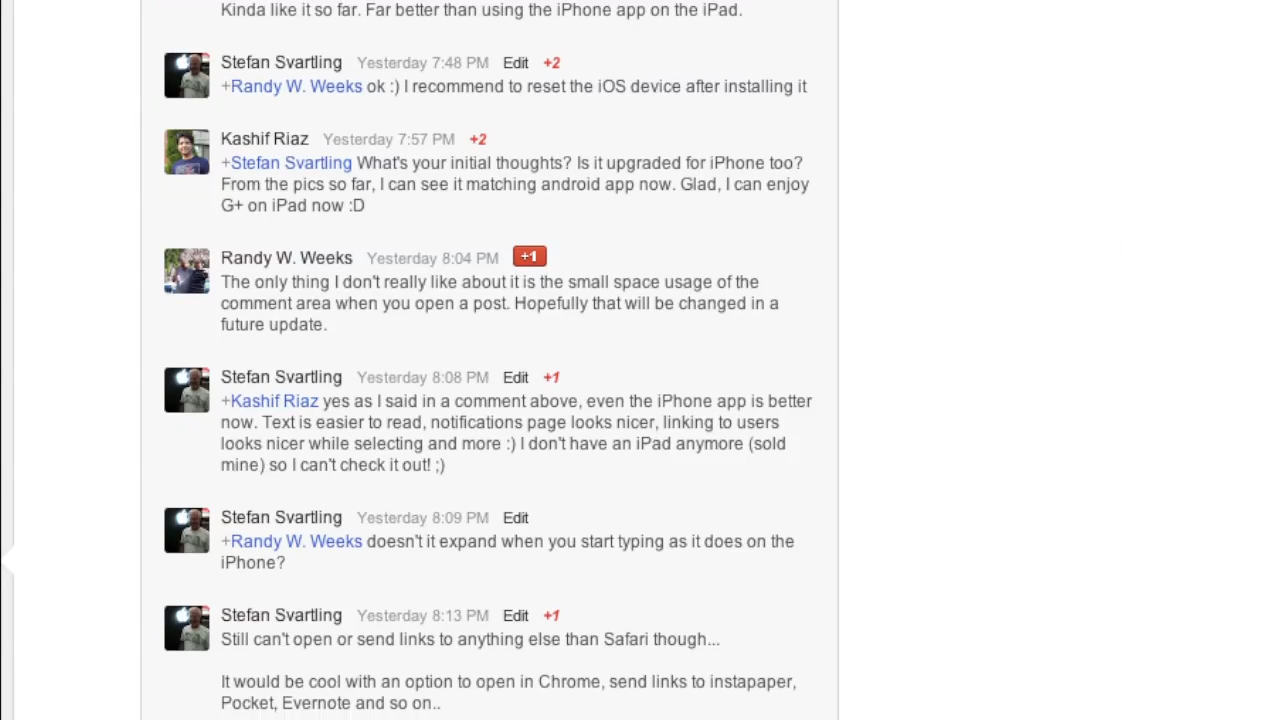 Kinda like it so far. Far better than using the iPhone app on the iPad.
Stefan Svartling Yesterday 7:48 PM Edit +2
+Randy W. Weeks ok :) I recommend to reset the iOS device after installing it
Kashif Riaz Yesterday 7:57 PM +2
+Stefan Svartling What's your initial thoughts? Is it upgraded for iPhone too?
From the pics so far, I can see it matching android app now. Glad, I can enjoy
G+ on iPad now :D
Randy W. Weeks Yesterday 8:04 PM +1
The only thing I don't really like about it is the small space usage of the
comment area when you open a post. Hopefully that will be changed in a
future update.
Stefan Svartling Yesterday 8:08 PM Edit +1
+Kashif Riaz yes as I said in a comment above, even the iPhone app is better
now. Text is easier to read, notifications page looks nicer, linking to users
looks nicer while selecting and more :) I don't have an iPad anymore (sold
mine) so I can't check it out! ;)
Stefan Svartling Yesterday 8:09 PM Edit
+Randy W. Weeks doesn't it expand when you start typing as it does on the
iPhone?
Stefan Svartling Yesterday 8:13 PM Edit +1
Still can't open or send links to anything else than Safari though...
It would be cool with an option to open in Chrome, send links to instapaper,
Pocket, Evernote and so on..